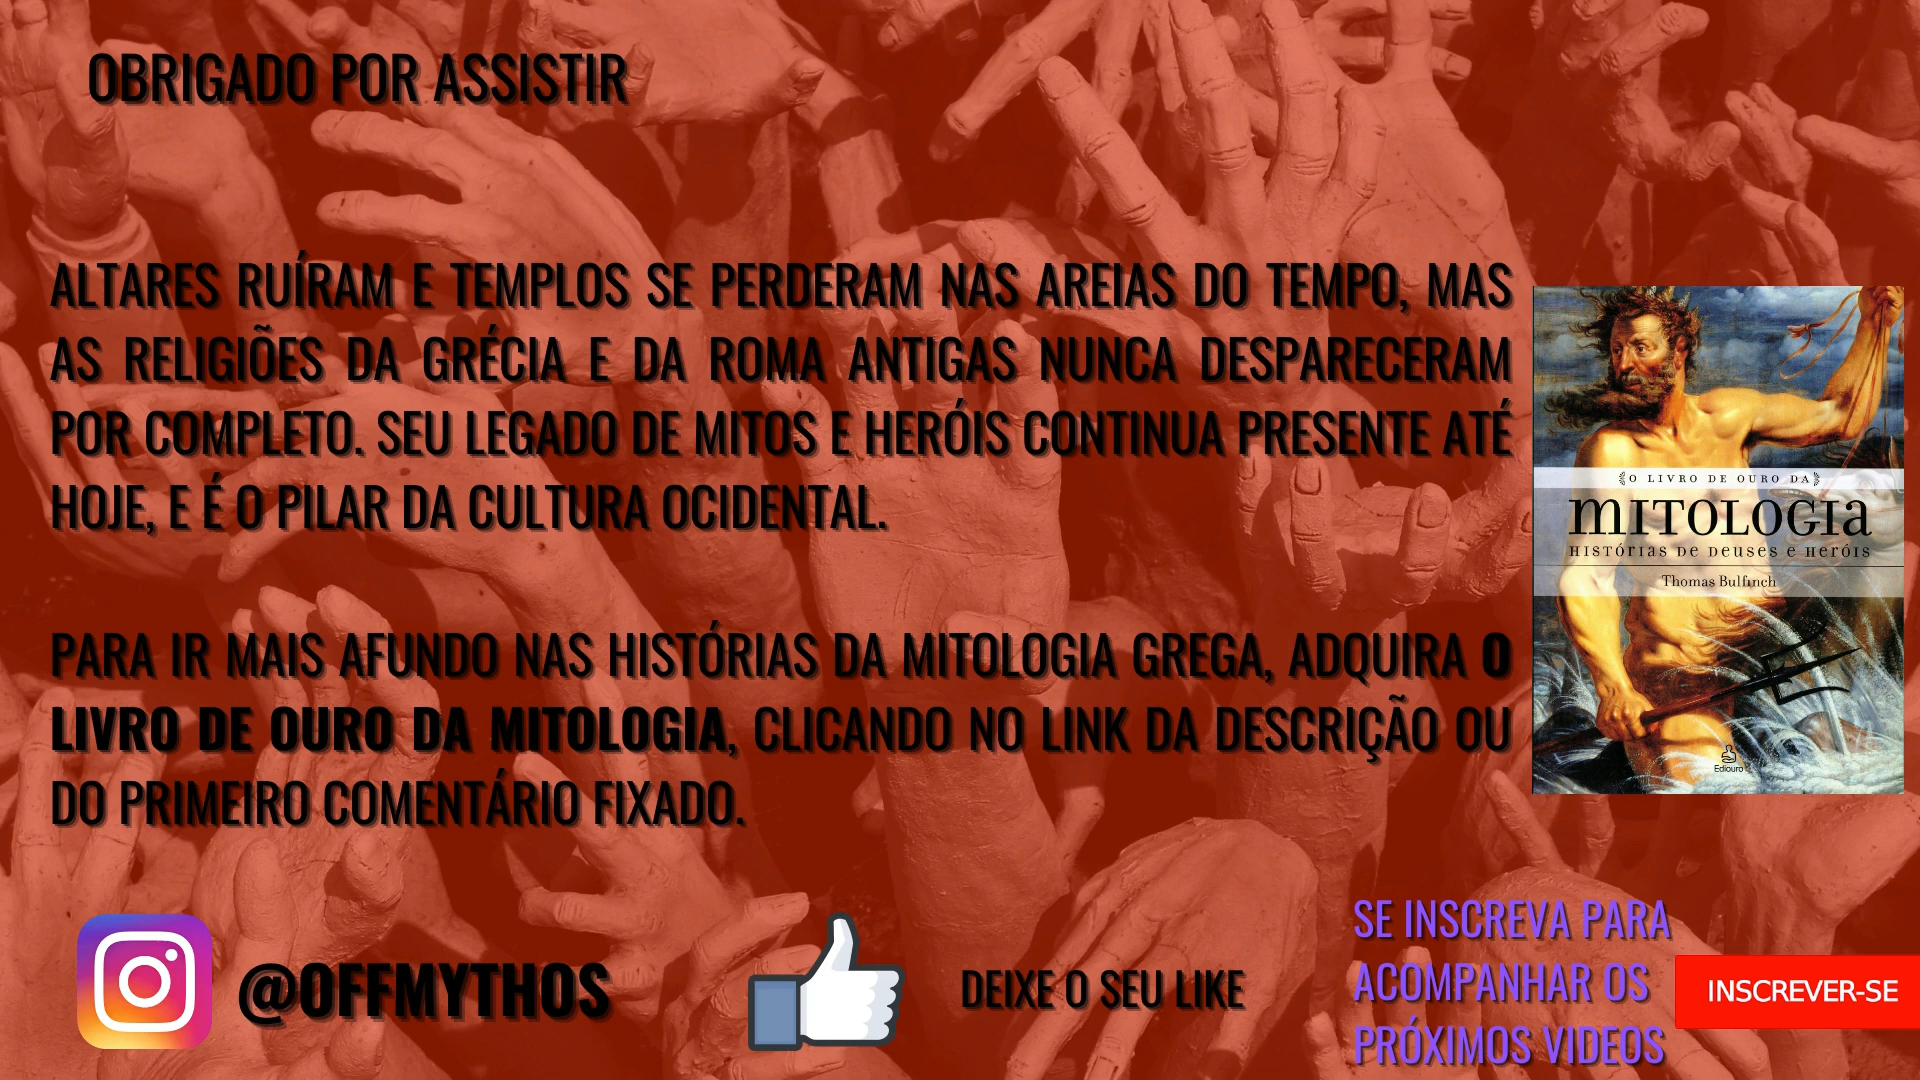 OBRIGADO POR ASSISTIR
ALTARES RUÍRAM E TEMPLOS SE PERDERAM NAS AREIAS DO TEMPO, MAS
AS RELIGIÕES DA GRÉCIA E DA ROMA ANTIGAS NUNCA DESPARECERAM
POR COMPLETO. SEU LEGADO DE MITOS E HERÓIS CONTINUA PRESENTE ATÉ
HOJE, E É O PILAR DA CULTURA OCIDENTAL.
PARA IR MAIS AFUNDO NAS HISTÓRIAS DA MITOLOGIA GREGA, ADQUIRA O
LIVRO DE OURO DA MITOLOGIA, CLICANDO NO LINK DA DESCRIÇÃO OU
DO PRIMEIRO COMENTÁRIO FIXADO.
O LIVRO DE OURO DA
mITOLOGIa
HISTÓRIAS DE DEUSES E HERÓIS
Thomas Bulfinch
Ediouro
@OFFMYTHOS
DEIXE O SEU LIKE
SE INSCREVA PARA
ACOMPANHAR OS
PRÓXIMOS VIDEOS
INSCREVER-SE